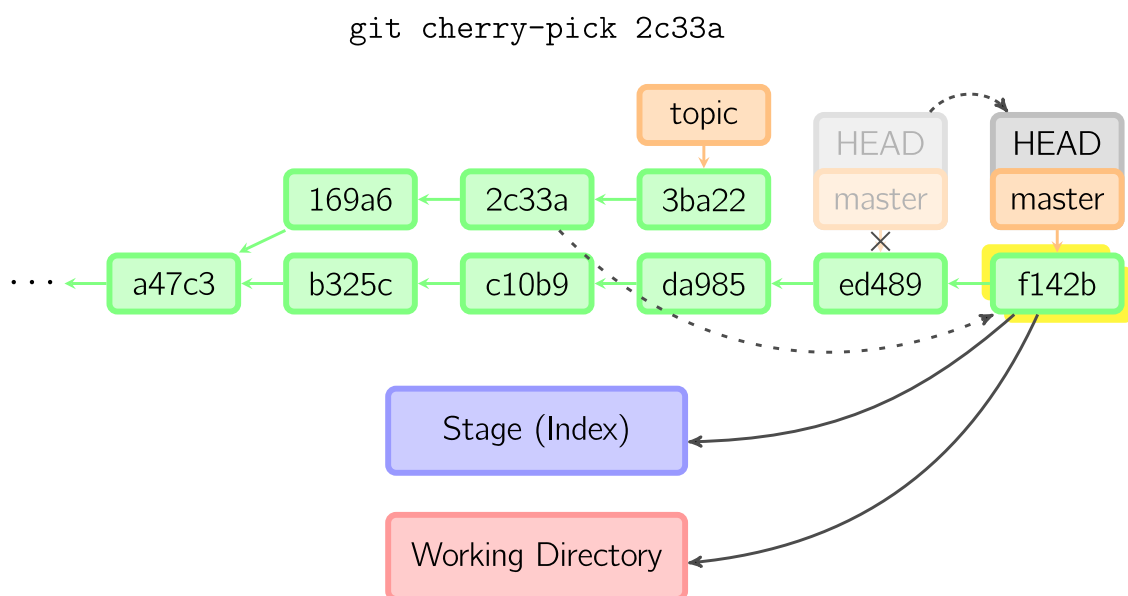 git cherry-pick 2c33a
topic
HEAD
HEAD
169a6
2c33a
3ba22
master
master
...
a47c3
b325c
c10b9
da985
ed489
f142b
Stage (Index)
Working Directory